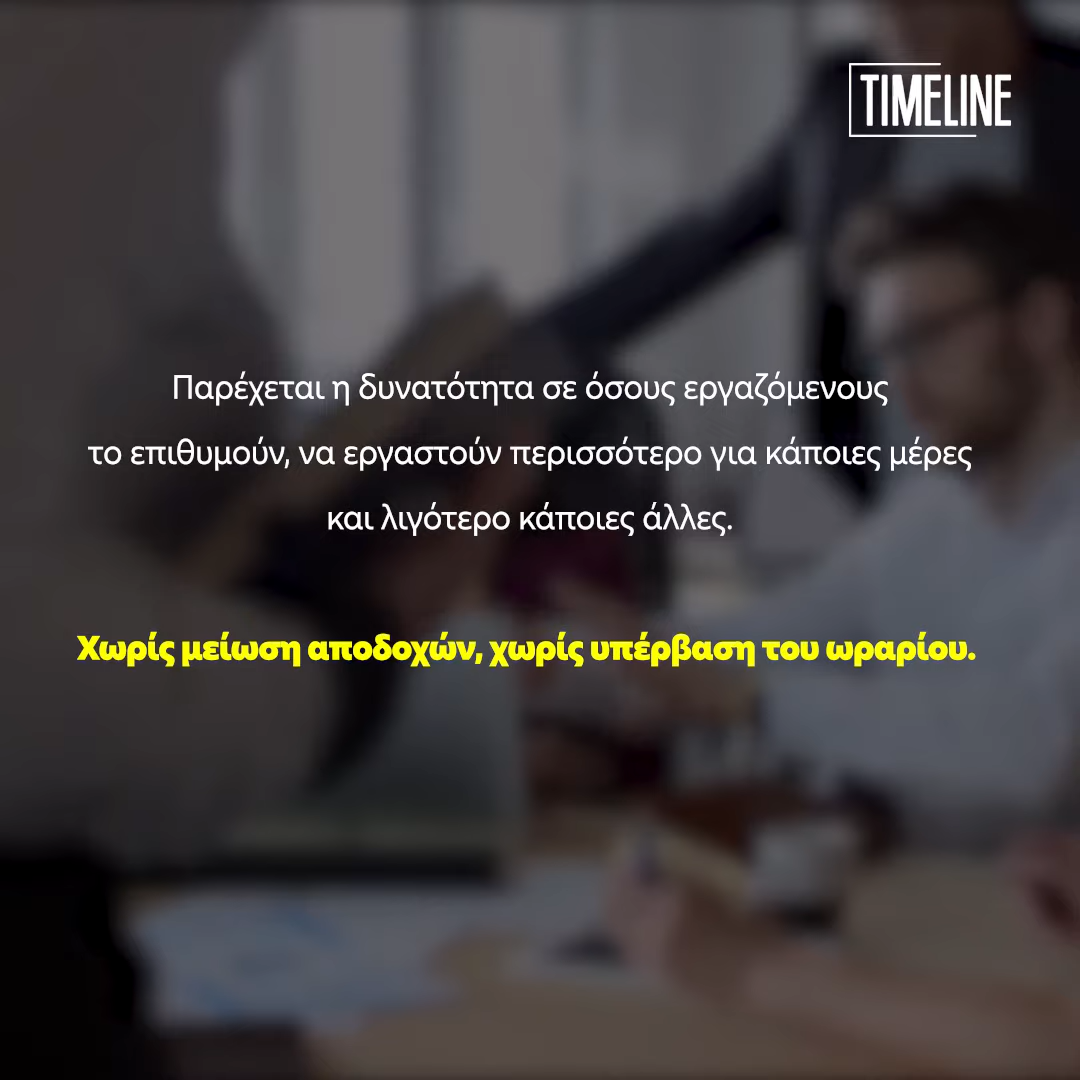 TIMELINE
Παρέχεται η δυνατότητα σε όσους εργαζόμενους
το επιθυμούν, να εργαστούν περισσότερο για κάποιες μέρες
και λιγότερο κάποιες άλλες.
Χωρίς μείωση αποδοχών, χωρίς υπέρβαση του ωραρίου.